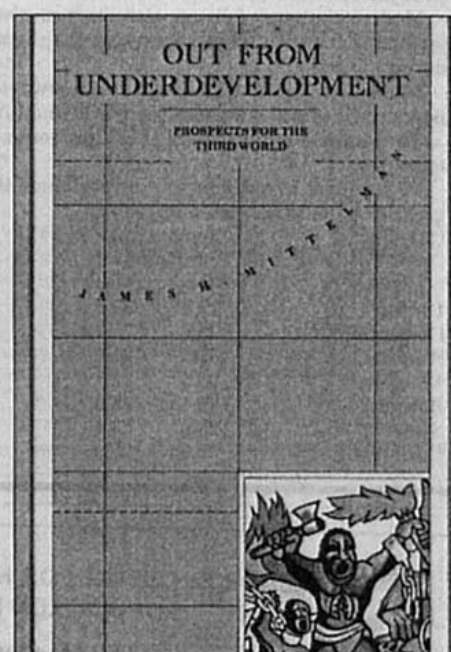 OUT FROM
UNDERDEVELOPMENT
PROSPECTS FOR THE
THIRD WORLD
JAMES H. MITTELMAN